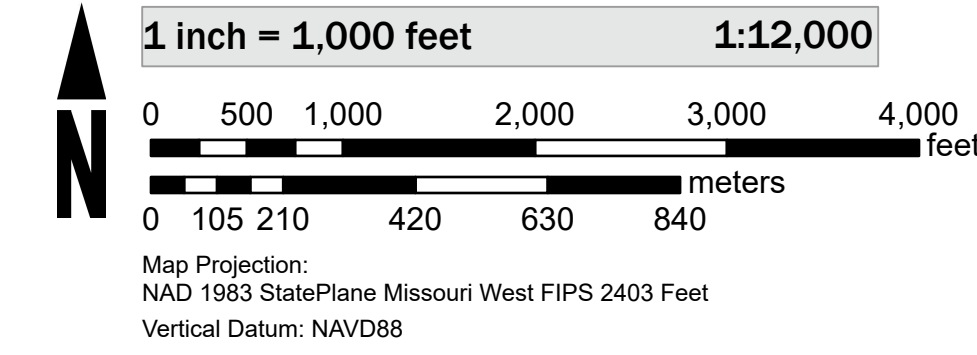 N
1 inch = 1,000 feet 1:12,000
0 500 1,000 2,000 3,000 4,000
feet
meters
0 105 210 420 630 840
Map Projection:
NAD 1983 StatePlane Missouri West FIPS 2403 Feet
Vertical Datum: NAVD88